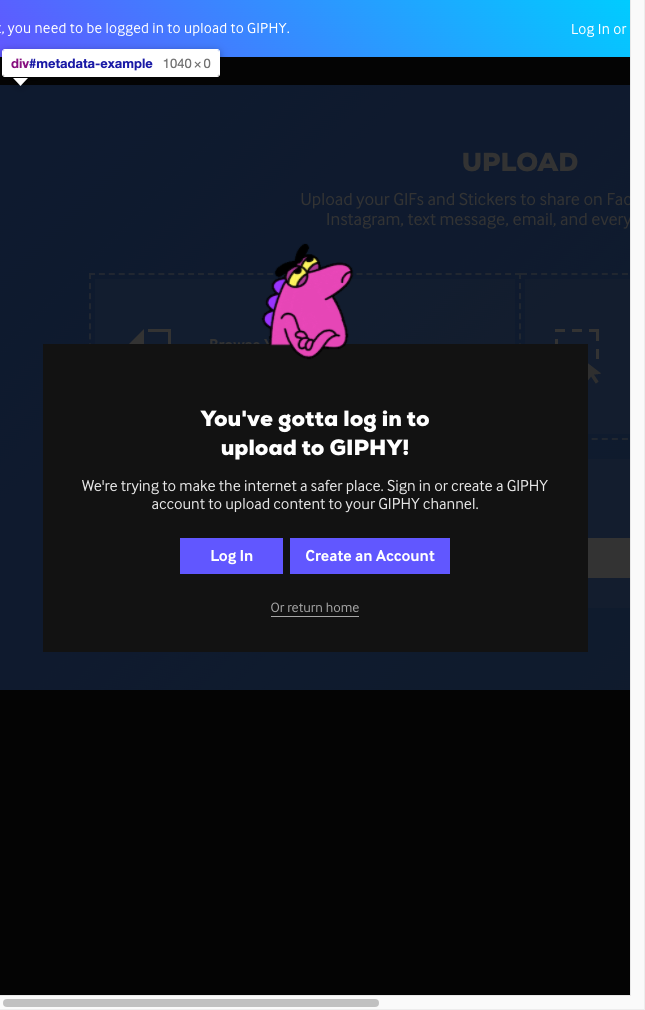 , you need to be logged in to upload to GIPHY.
Log In or
div#metadata-example 1040 × 0
UPLOAD
Upload your GIFs and Stickers to share on Fac
Instagram, text message, email, and every
Browse
You've gotta log in to
upload to GIPHY!
We're trying to make the internet a safer place. Sign in or create a GIPHY
account to upload content to your GIPHY channel.
Log In
Create an Account
Or return home